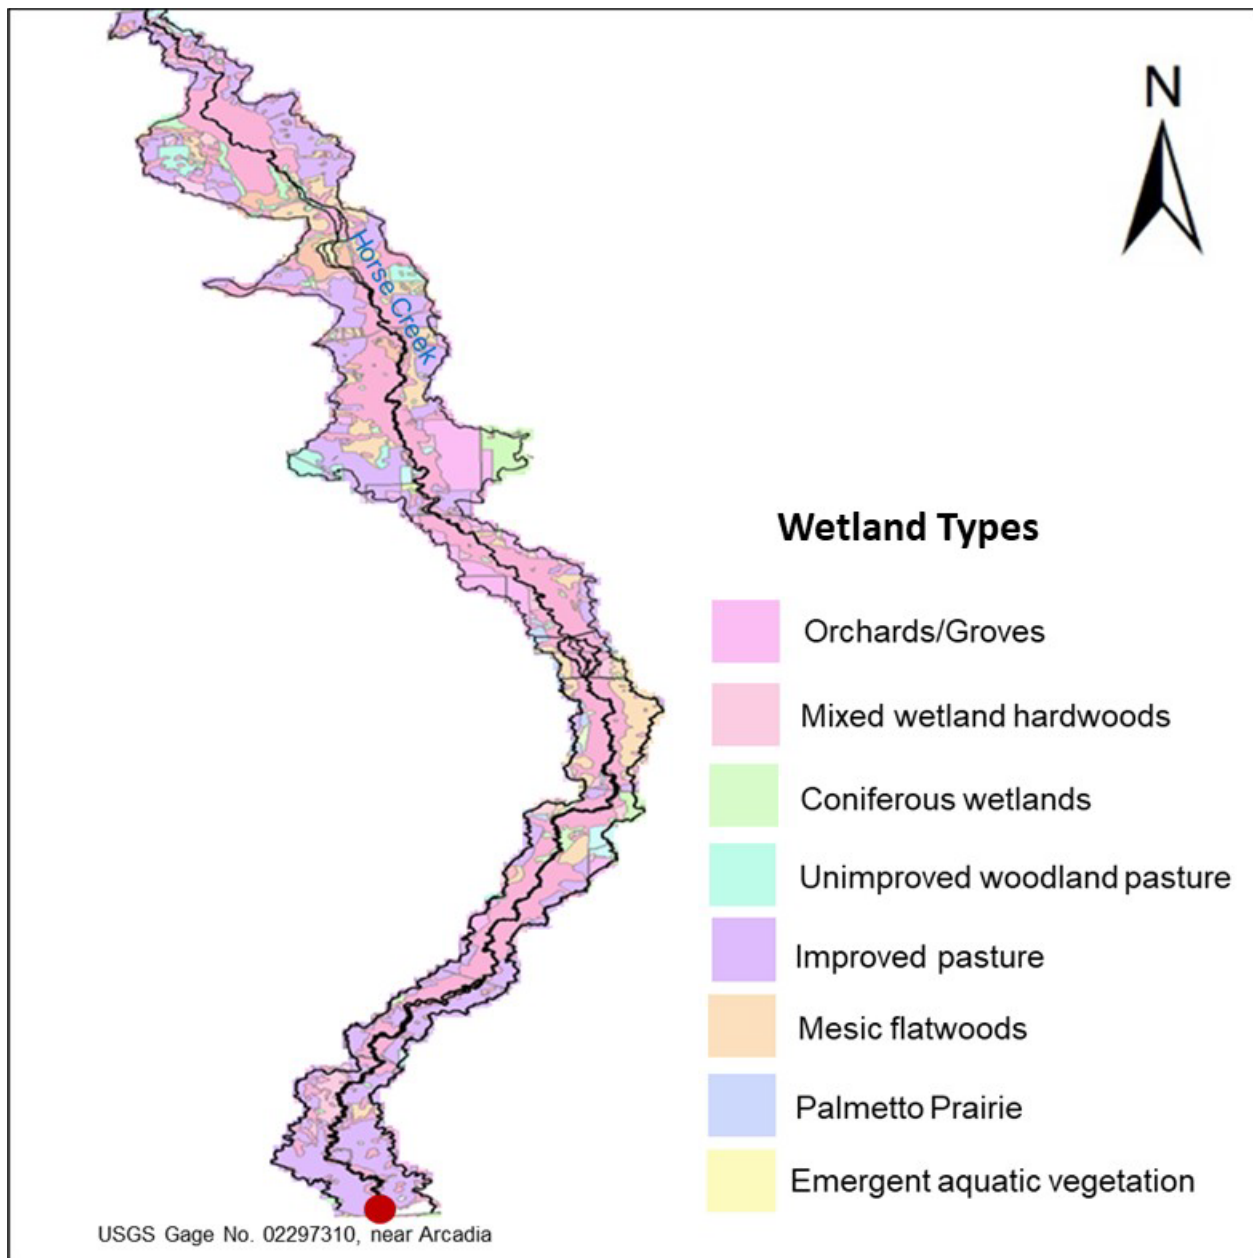 N
Horse Creek
Wetland Types
Orchards/Groves
Mixed wetland hardwoods
Coniferous wetlands
Unimproved woodland pasture
Improved pasture
Mesic flatwoods
Palmetto Prairie
Emergent aquatic vegetation
USGS Gage No. 02297310, near Arcadia